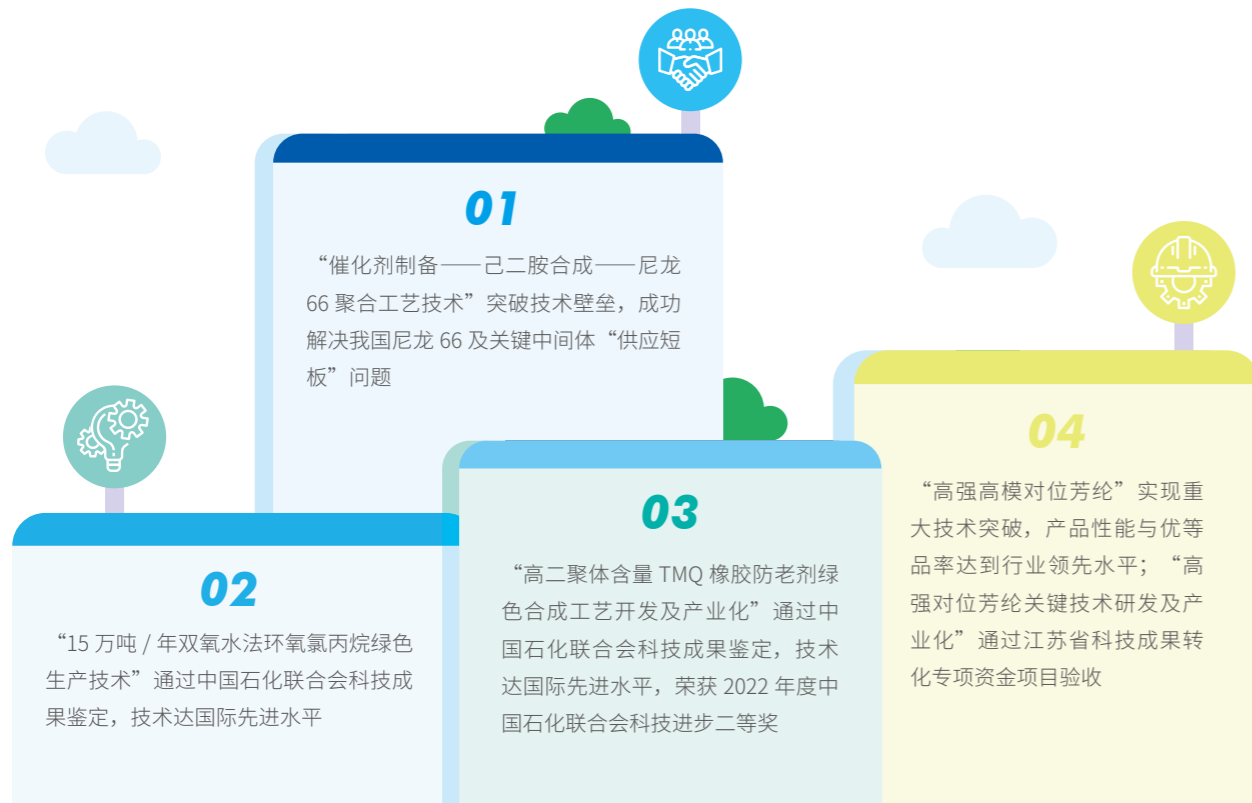 01
“催化剂制备——己二胺合成——尼龙
66 聚合工艺技术”突破技术壁垒，成功
解决我国尼龙 66 及关键中间体“供应短
板”问题
02
“15 万吨 / 年双氧水法环氧氯丙烷绿色
生产技术”通过中国石化联合会科技成
果鉴定，技术达国际先进水平
03
“高二聚体含量 TMQ 橡胶防老剂绿
色合成工艺开发及产业化”通过中
国石化联合会科技成果鉴定，技术
达国际先进水平，荣获 2022 年度中
国石化联合会科技进步二等奖
04
“高强高模对位芳纶”实现重
大技术突破，产品性能与优等
品率达到行业领先水平；“高
强对位芳纶关键技术研发及产
业化”通过江苏省科技成果转
化专项资金项目验收